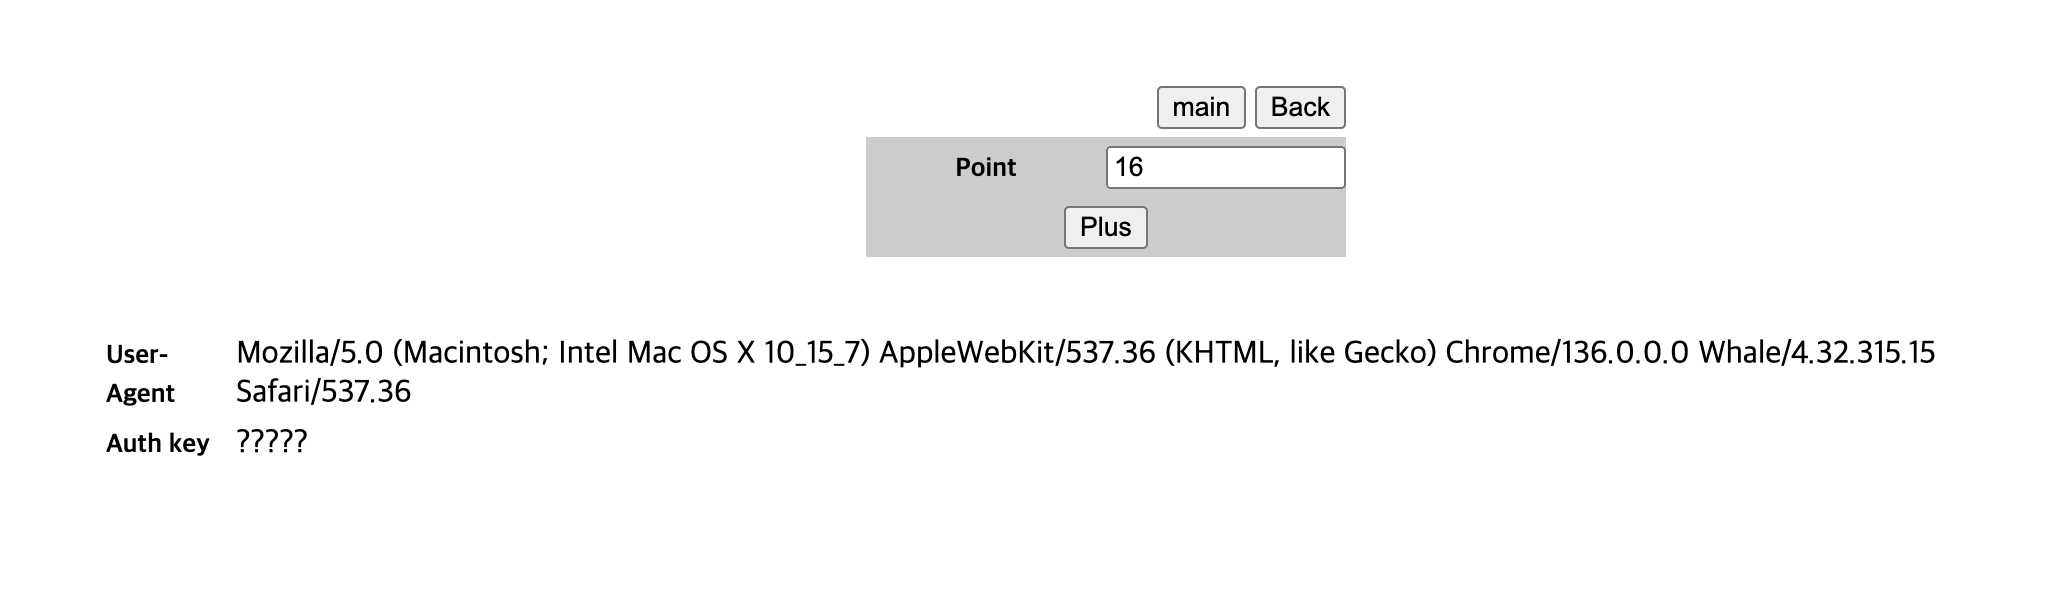 main Back
Point 16
Plus
User- Mozilla/5.0 (Macintosh; Intel Mac OS X 10_15_7) AppleWebKit/537.36 (KHTML, like Gecko) Chrome/136.0.0.0 Whale/4.32.315.15
Agent Safari/537.36
Auth key ?????